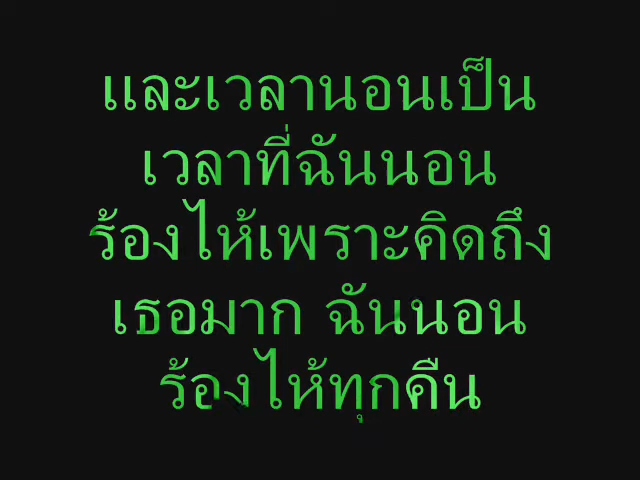 และเวลานอนเป็น
เวลาที่ฉันนอน
ร้องไห้เพราะคิดถึง
เธอมาก ฉันนอน
ร้องไห้ทุกคืน